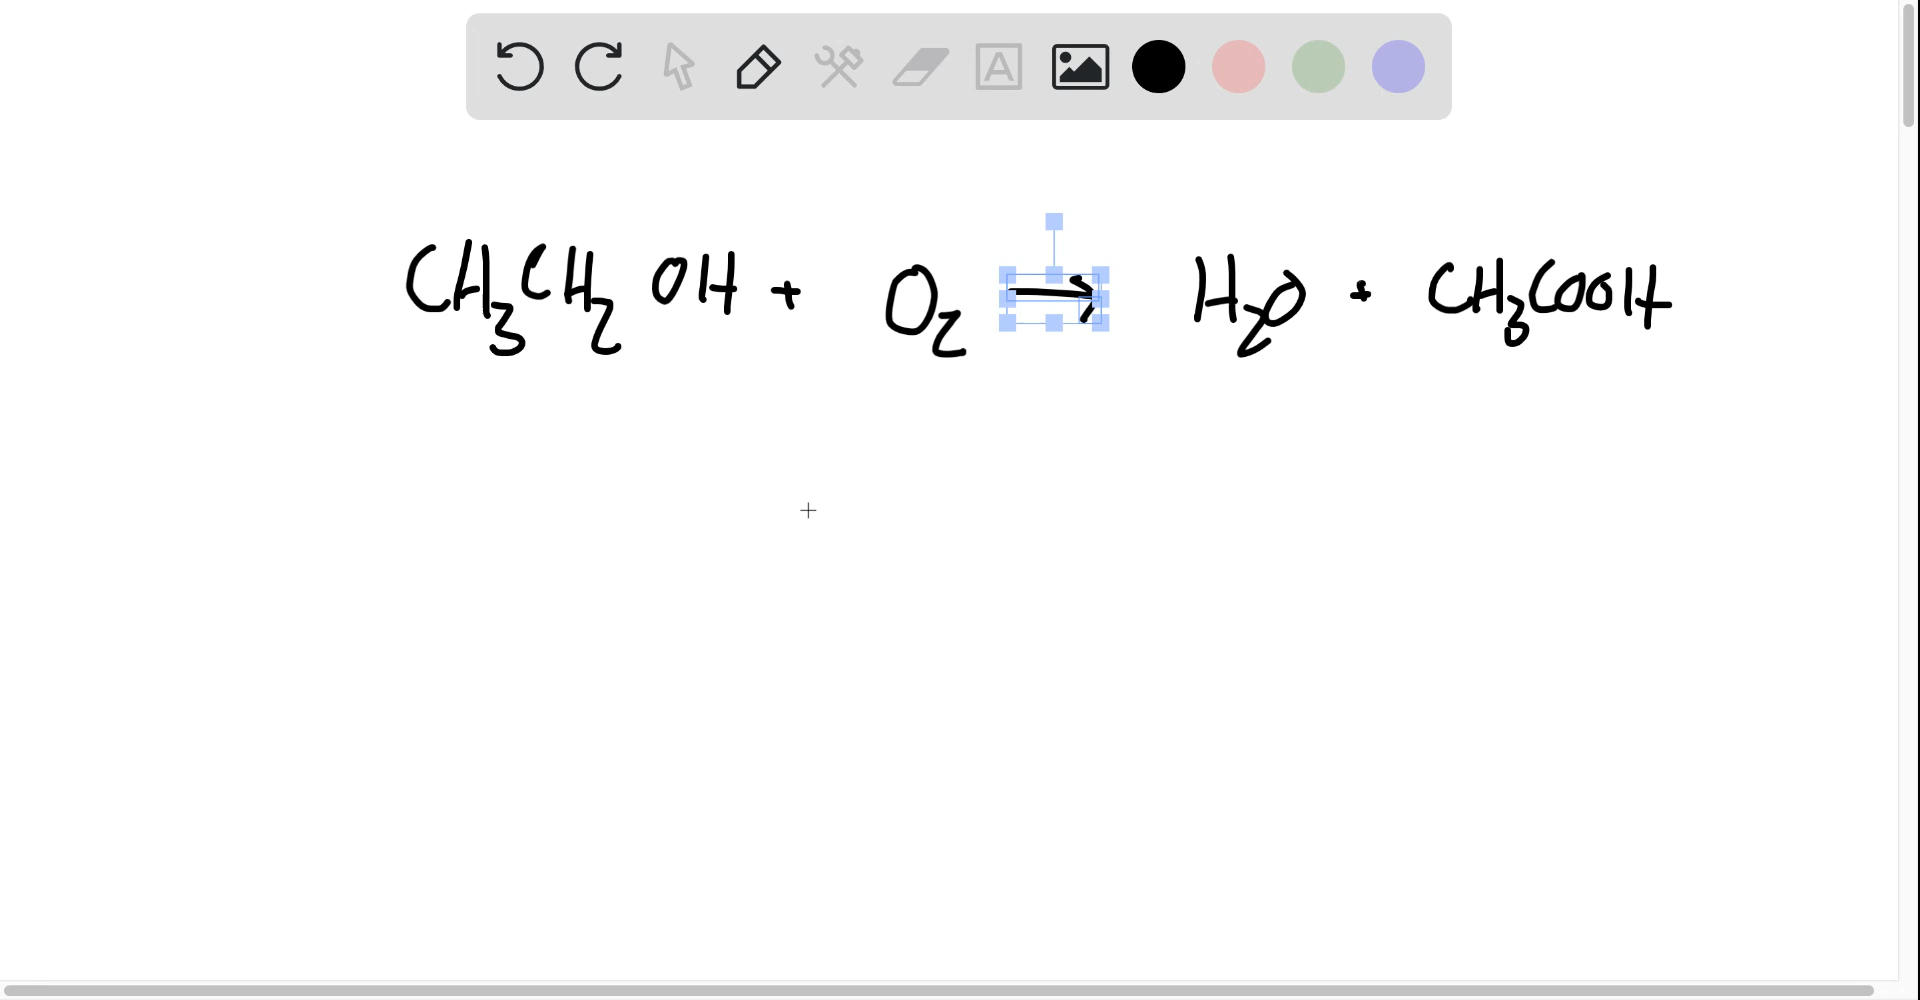 A
CH₃CH₂OH + O₂ → H₂O + CH₃COOH